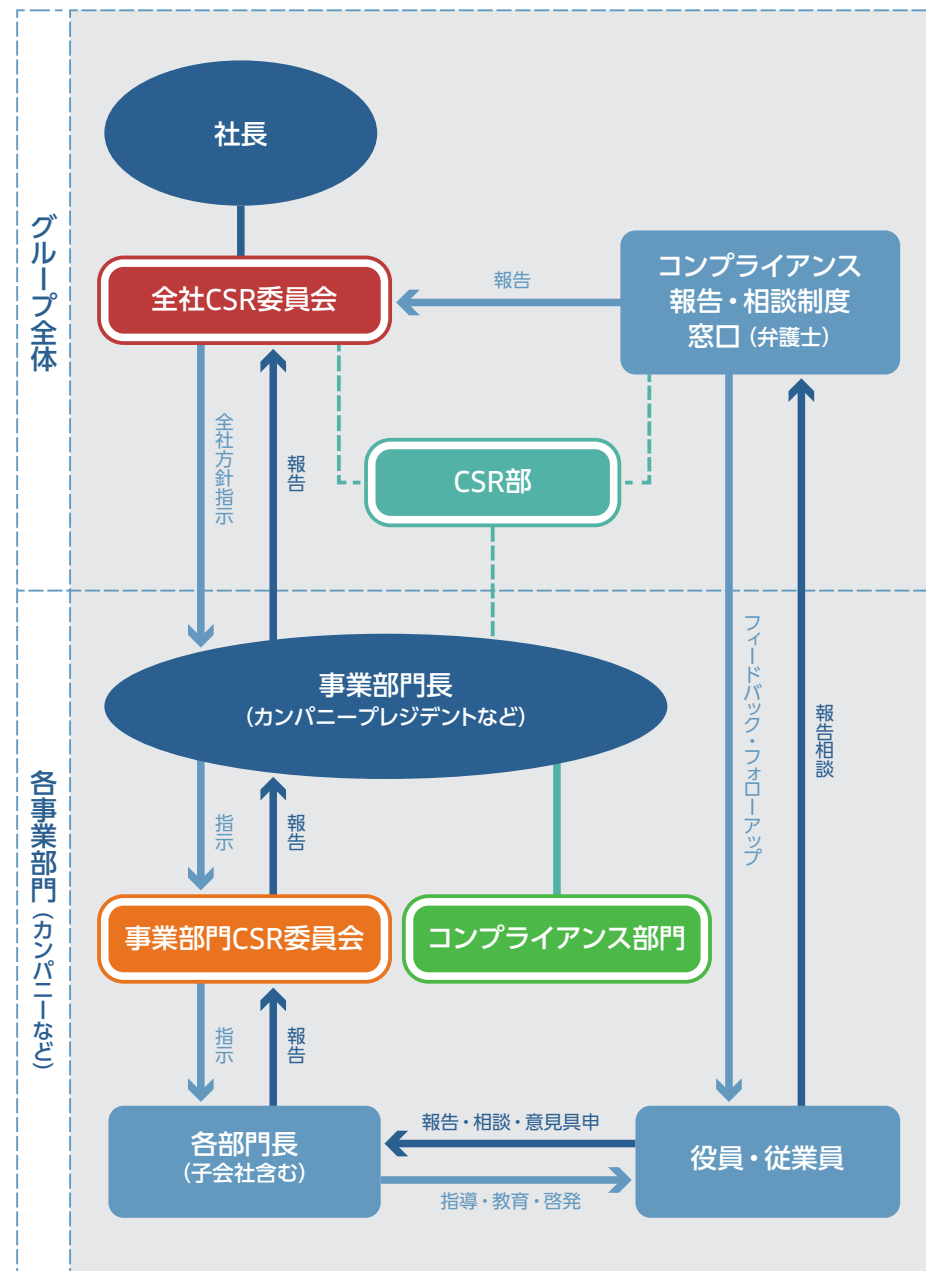 グループ全体
社長
全社CSR委員会
報告
コンプライアンス
報告・相談制度
窓口（弁護士）
全社方針指示
報告
CSR部
各事業部門（カンパニーなど）
事業部門長
（カンパニープレジデントなど）
フィードバック・フォローアップ
報告相談
指示
報告
事業部門CSR委員会
コンプライアンス部門
指示
報告
各部門長
（子会社含む）
報告・相談・意見具申
指導・教育・啓発
役員・従業員